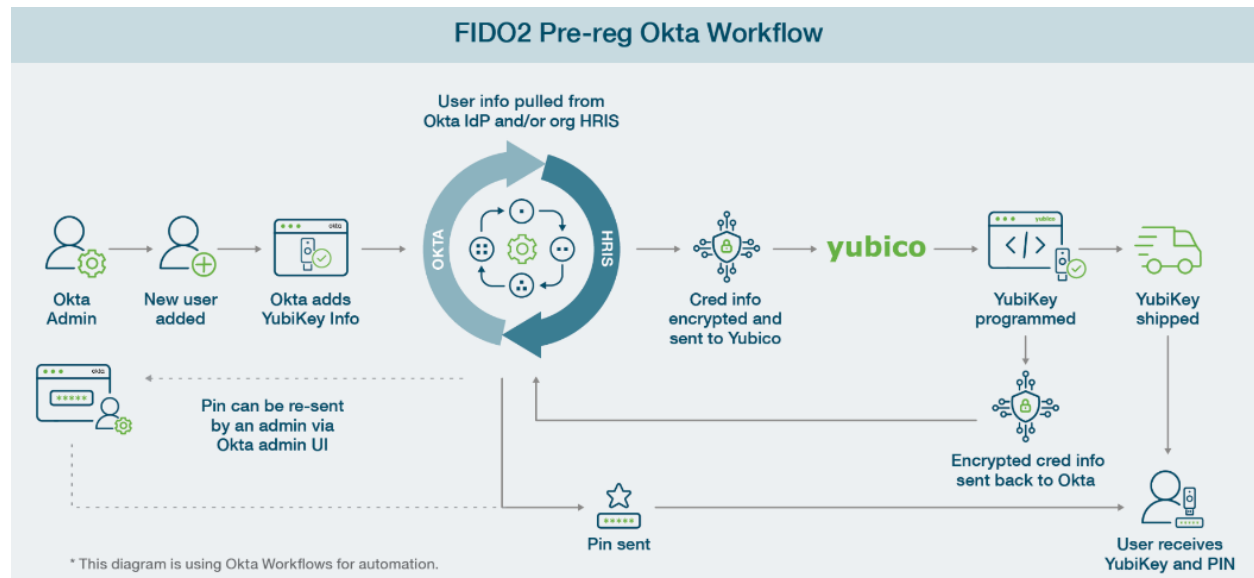 FIDO2 Pre-reg Okta Workflow
User info pulled from
Okta IdP and/or org HRIS
OKTA
HRIS
okta
yubico
yubico
Okta
Admin
New user
added
Okta adds
YubiKey Info
Cred info
encrypted and
sent to Yubico
YubiKey
programmed
YubiKey
shipped
okta
Pin can be re-sent
by an admin via
Okta admin UI
Encrypted cred info
sent back to Okta
Pin sent
User receives
YubiKey and PIN
* This diagram is using Okta Workflows for automation.